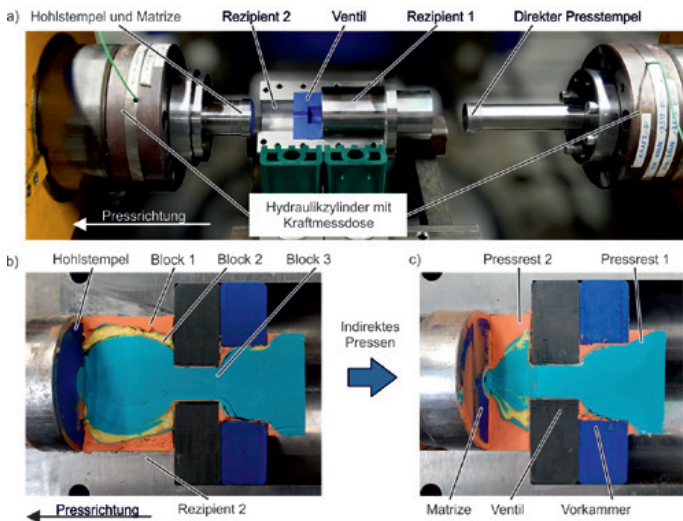 a)
Hohlstempel und Matrize
Rezipient 2
Ventil
Rezipient 1
Direkter Presstempel
Hydraulikzylinder mit
Kraftmessdose
Pressrichtung
b)
Hohlstempel
Block 1
Block 2
Block 3
Pressrichtung
Rezipient 2
Indirektes
Pressen
c)
Pressrest 2
Pressrest 1
Matrize
Ventil
Vorkammer